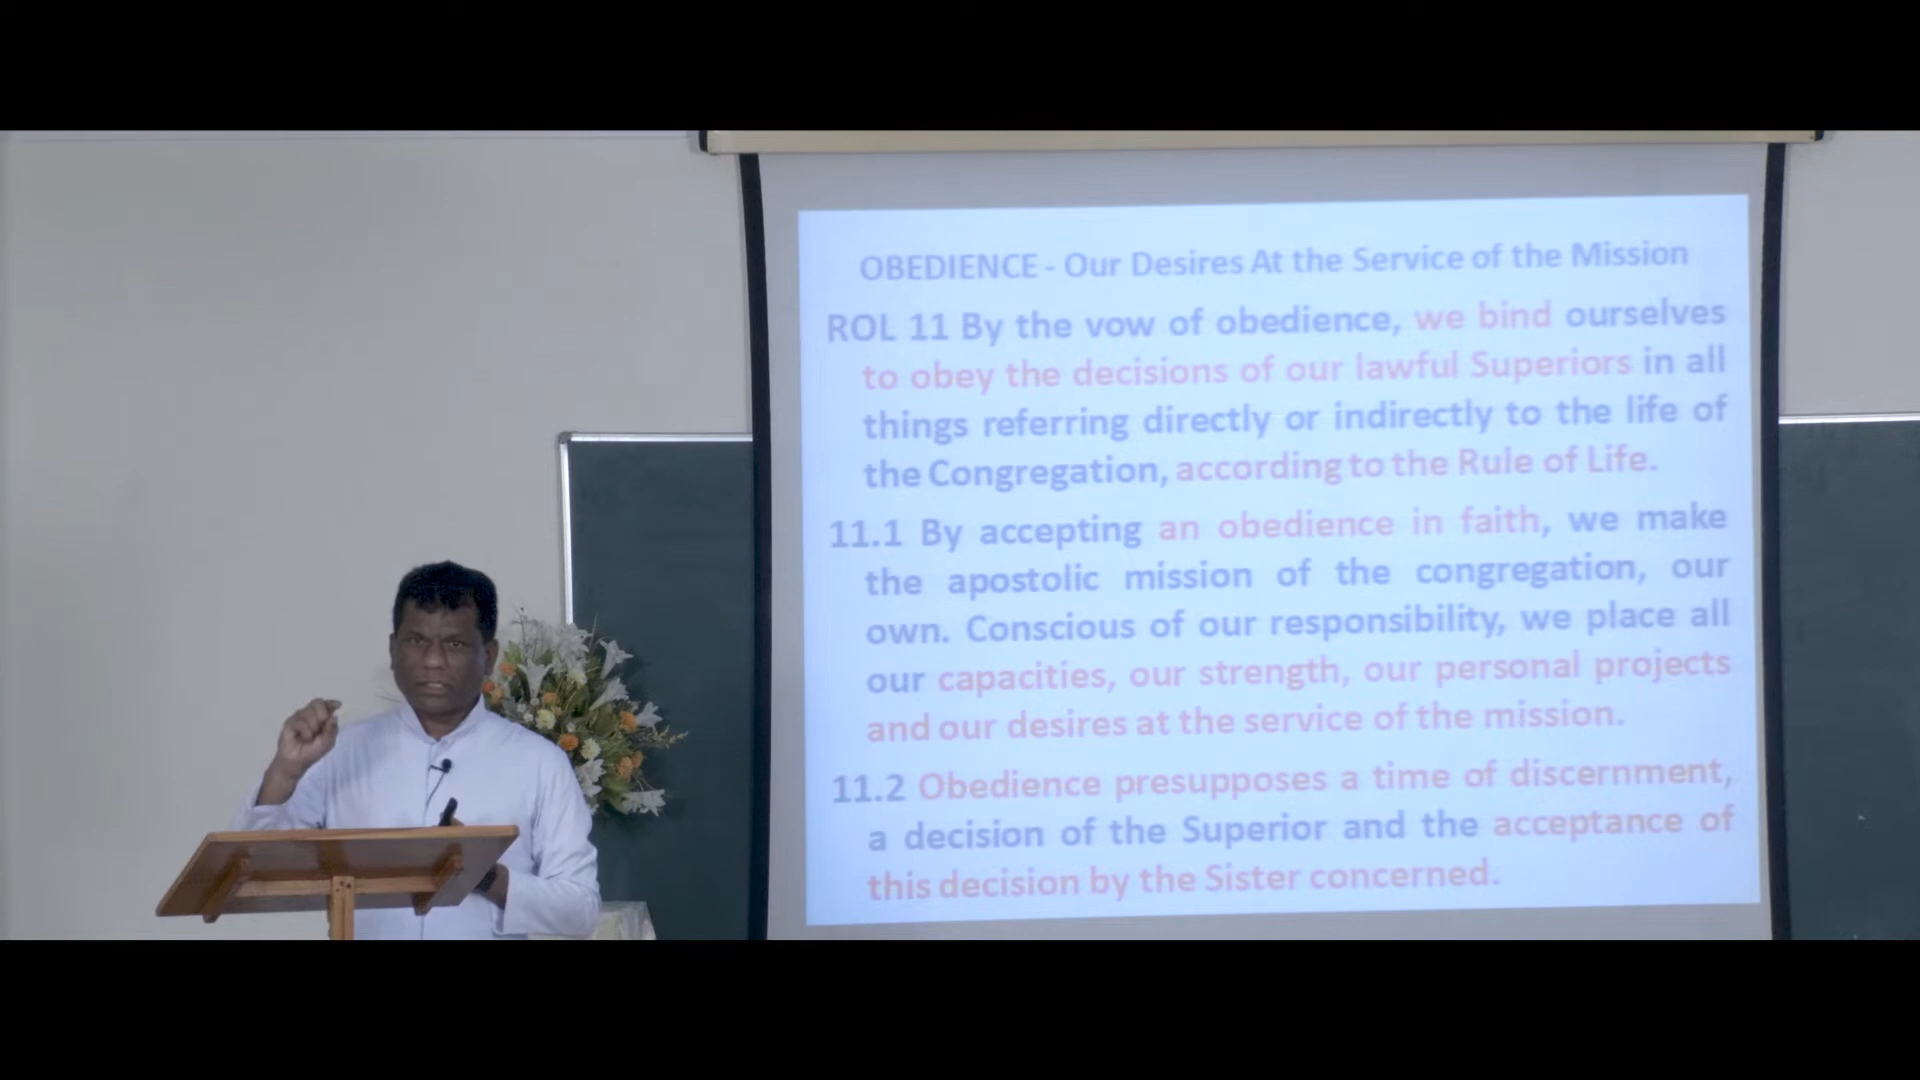 OBEDIENCE - Our Desires At the Service of the Mission
ROL 11 By the vow of obedience, we bind ourselves
to obey the decisions of our lawful Superiors in all
things referring directly or indirectly to the life of
the Congregation, according to the Rule of Life.
11.1 By accepting an obedience in faith, we make
the apostolic mission of the congregation, our
own. Conscious of our responsibility, we place all
our capacities, our strength, our personal projects
and our desires at the service of the mission.
11.2 Obedience presupposes a time of discernment,
a decision of the Superior and the acceptance of
this decision by the Sister concerned.